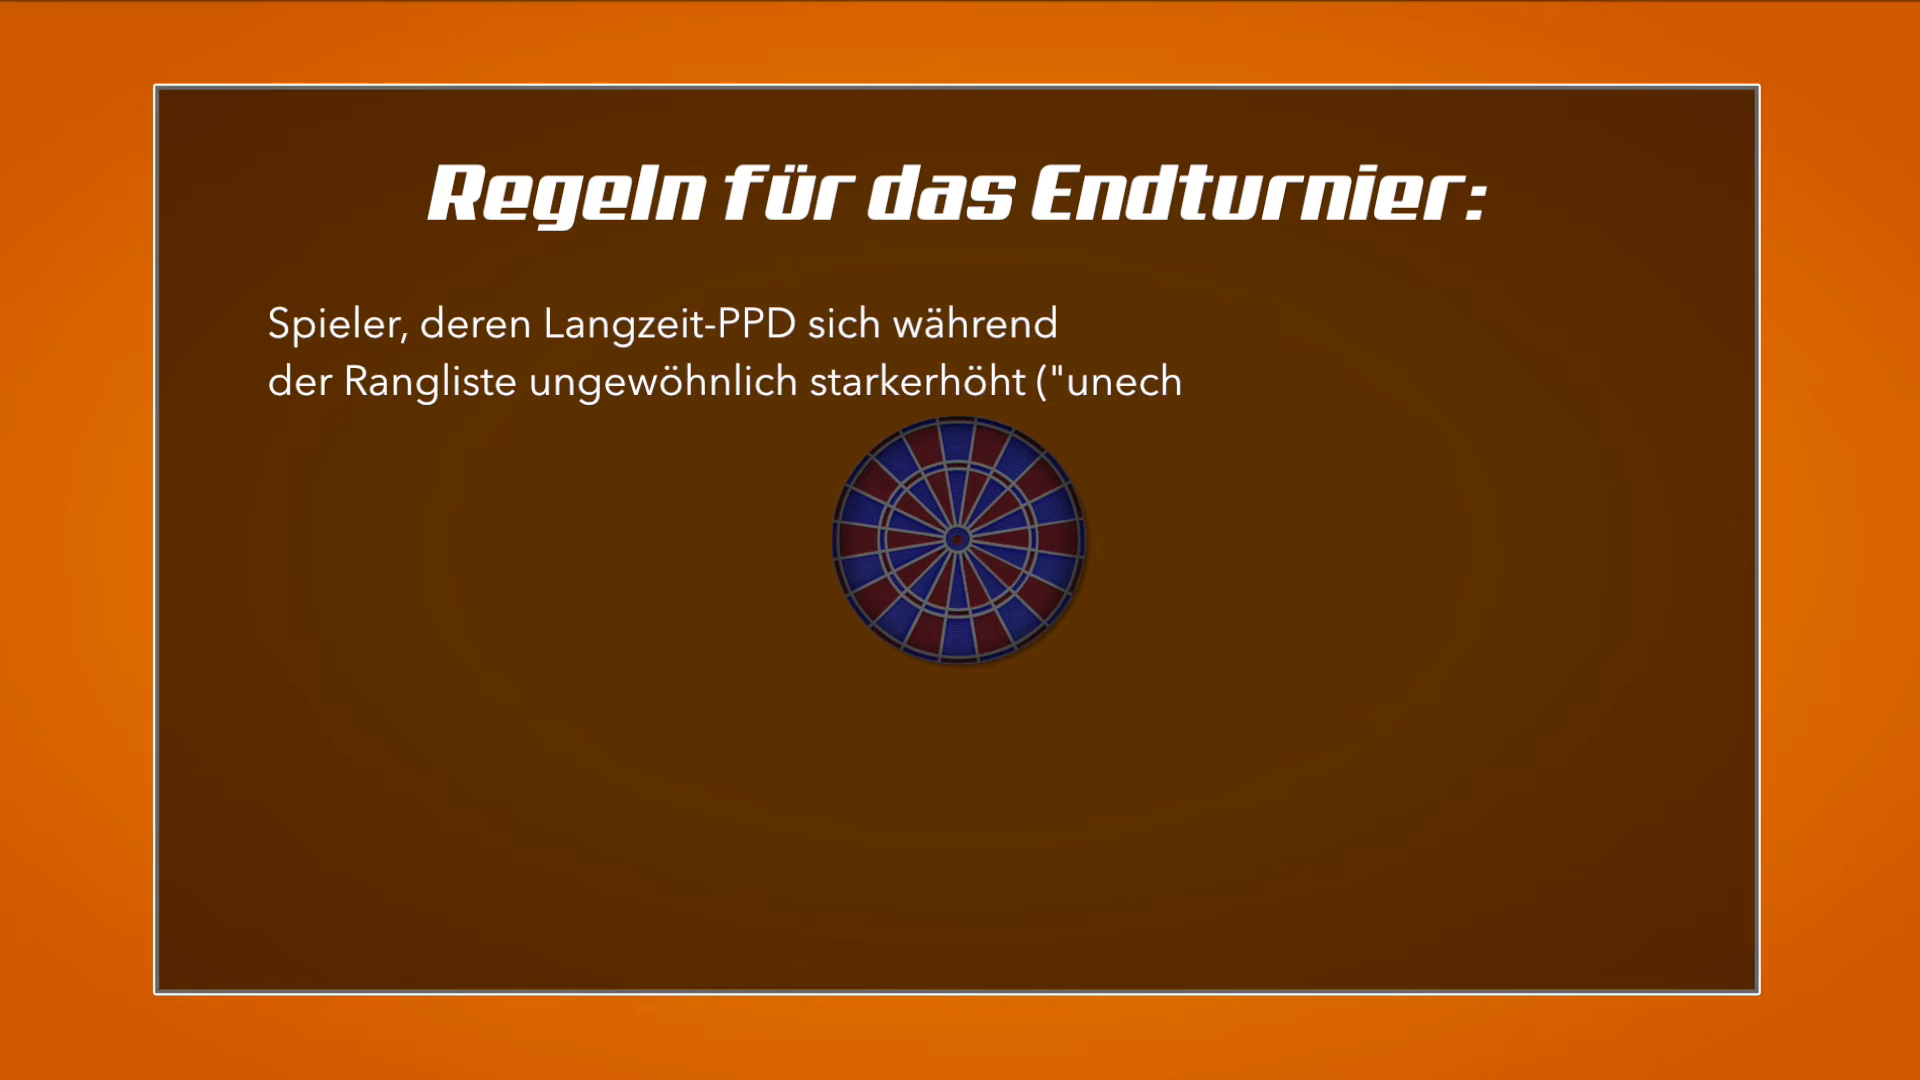 Regeln für das Endturnier:
Spieler, deren Langzeit-PPD sich während
der Rangliste ungewöhnlich starkerhöht ("unech